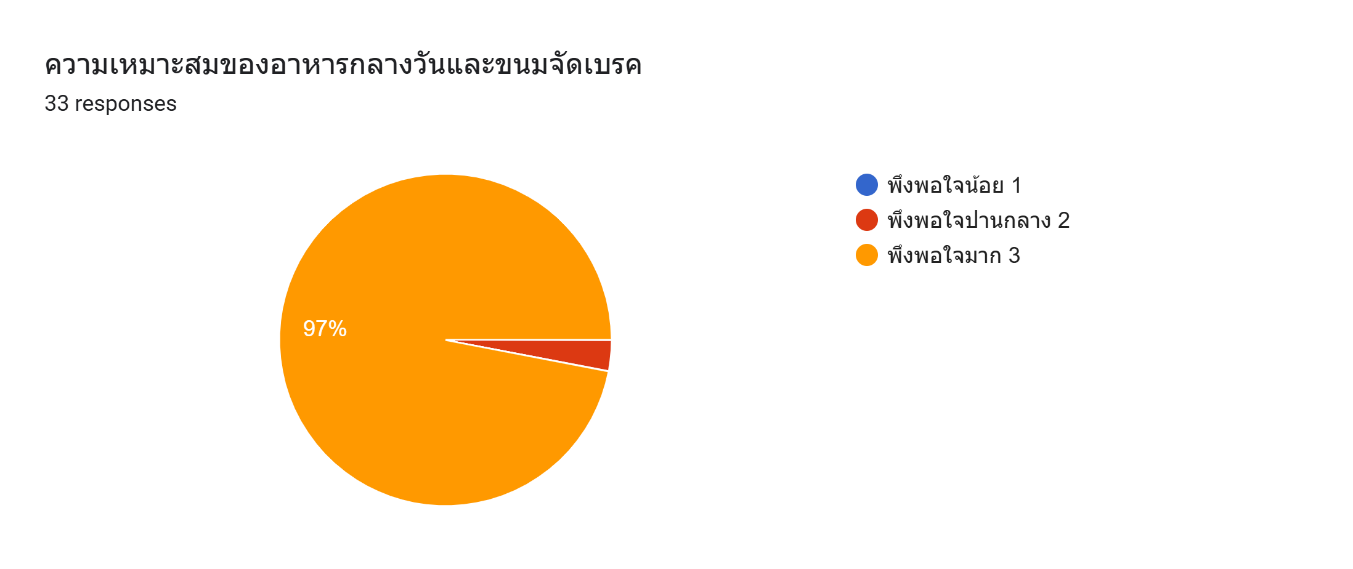 ความเหมาะสมของอาหารกลางวันและขนมจัดเบรค
33 responses
พึงพอใจน้อย 1
พึงพอใจปานกลาง 2
พึงพอใจมาก 3
97%